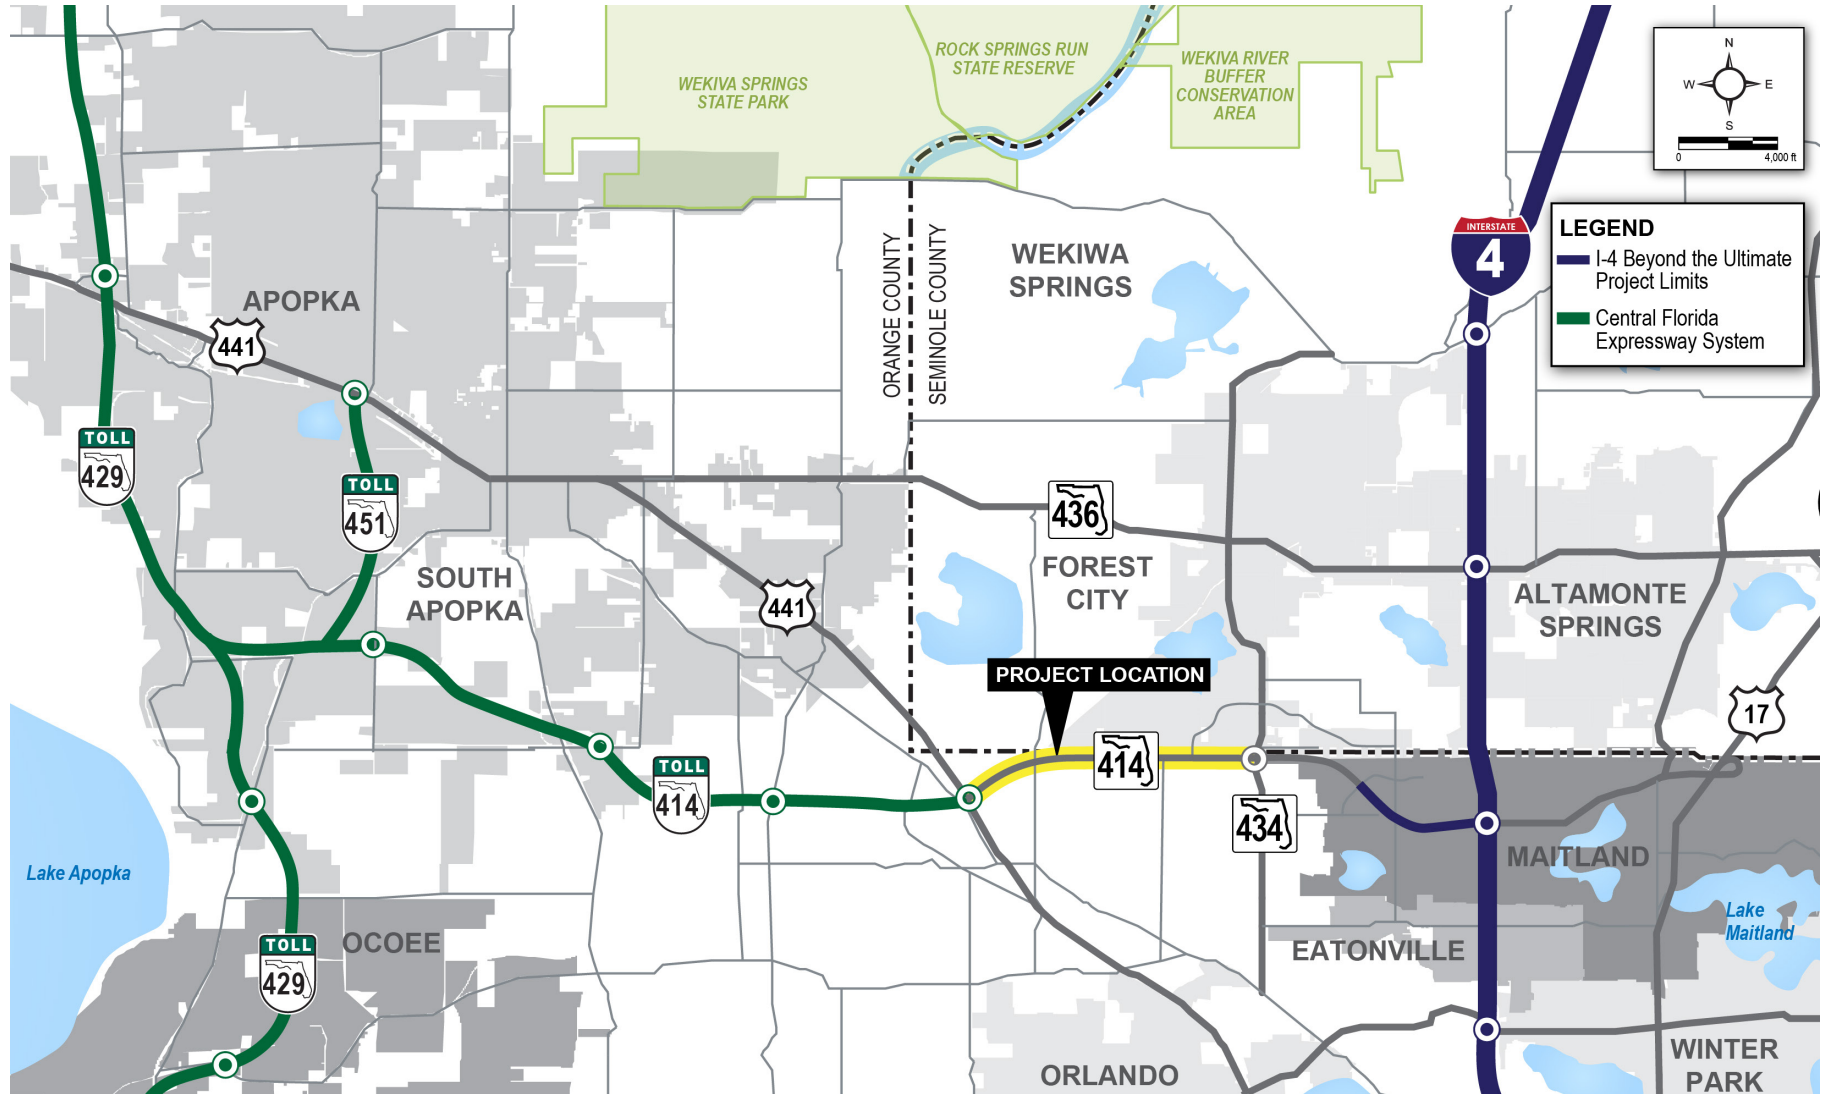 WEKIVA SPRINGS
STATE PARK
ROCK SPRINGS RUN
STATE RESERVE
WEKIVA RIVER
BUFFER
CONSERVATION
AREA
N
W
E
S
0
4,000 ft
INTERSTATE
4
LEGEND
I-4 Beyond the Ultimate
Project Limits
Central Florida
Expressway System
ORANGE COUNTY
SEMINOLE COUNTY
WEKIWA
SPRINGS
APOPKA
441
TOLL
429
TOLL
451
436
SOUTH
APOPKA
441
FOREST
CITY
ALTAMONTE
SPRINGS
PROJECT LOCATION
17
414
TOLL
414
434
MAITLAND
Lake Apopka
Lake
Maitland
OCOEE
EATONVILLE
TOLL
429
ORLANDO
WINTER
PARK